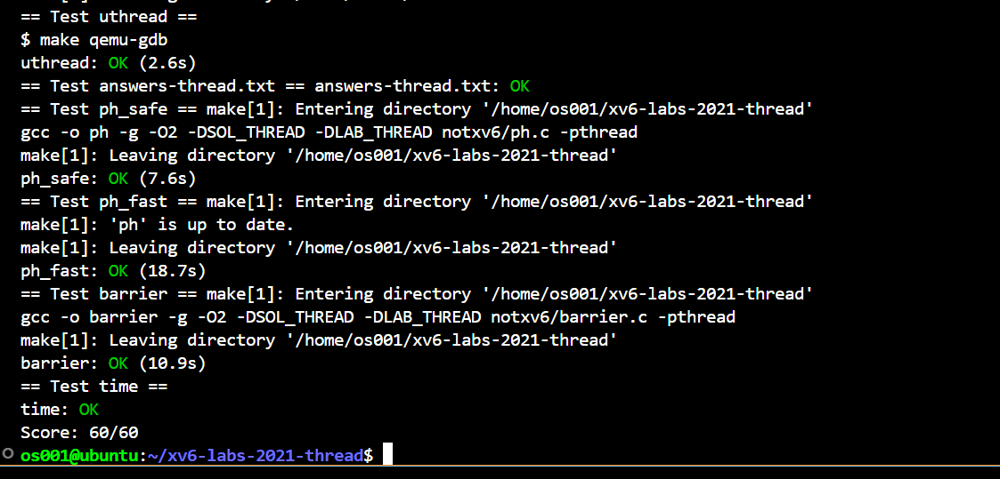 == Test uthread ==
$ make qemu-gdb
uthread: OK (2.6s)
== Test answers-thread.txt == answers-thread.txt: OK
== Test ph_safe == make[1]: Entering directory '/home/os001/xv6-labs-2021-thread'
gcc -o ph -g -O2 -DSOL_THREAD -DLAB_THREAD notxv6/ph.c -pthread
make[1]: Leaving directory '/home/os001/xv6-labs-2021-thread'
ph_safe: OK (7.6s)
== Test ph_fast == make[1]: Entering directory '/home/os001/xv6-labs-2021-thread'
make[1]: 'ph' is up to date.
make[1]: Leaving directory '/home/os001/xv6-labs-2021-thread'
ph_fast: OK (18.7s)
== Test barrier == make[1]: Entering directory '/home/os001/xv6-labs-2021-thread'
gcc -o barrier -g -O2 -DSOL_THREAD -DLAB_THREAD notxv6/barrier.c -pthread
make[1]: Leaving directory '/home/os001/xv6-labs-2021-thread'
barrier: OK (10.9s)
== Test time ==
time: OK
Score: 60/60
os001@ubuntu:~/xv6-labs-2021-thread$